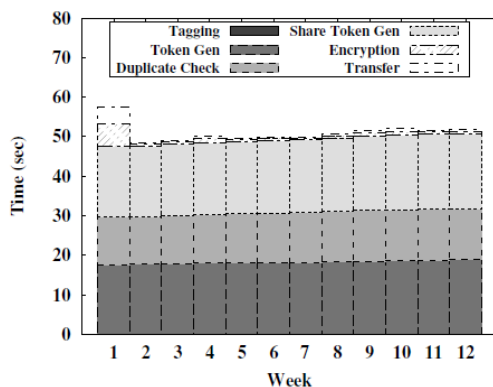 80
70
60
50
40
30
20
10
0
Time (sec)
Tagging
Token Gen
Duplicate Check
Share Token Gen
Encryption
Transfer
1 2 3 4 5 6 7 8 9 10 11 12
Week